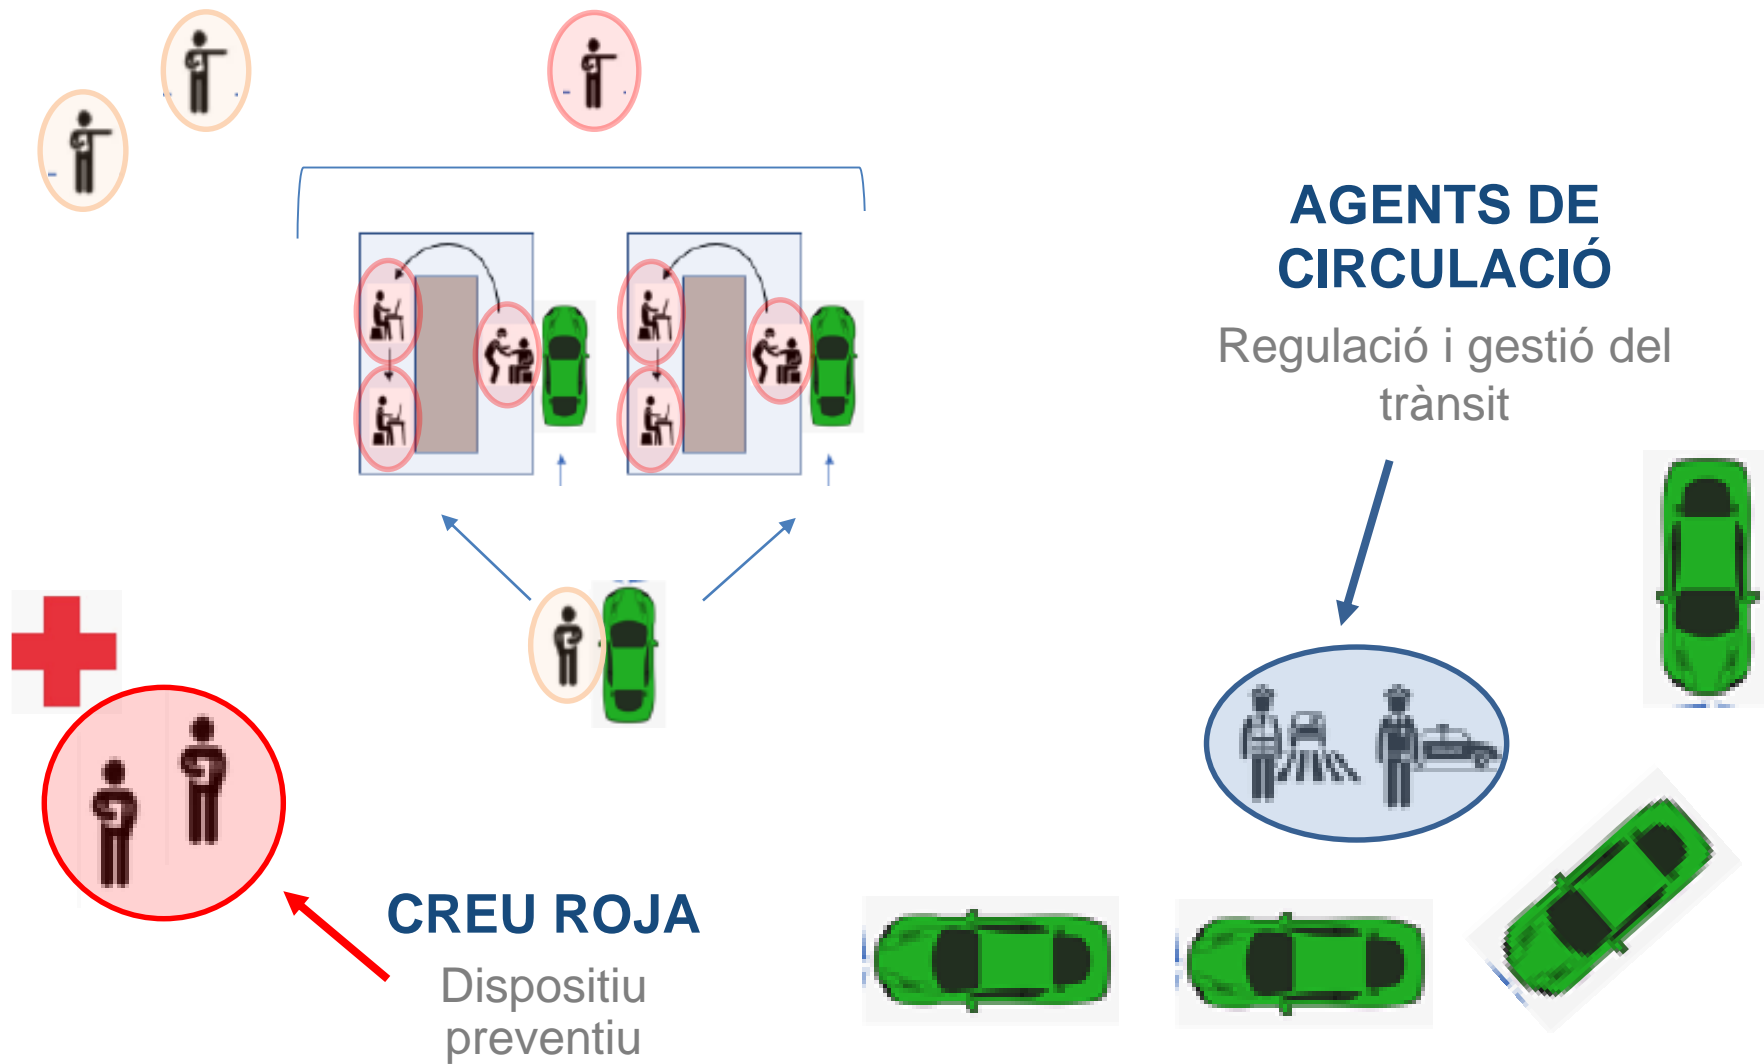 AGENTS DE
CIRCULACIÓ
Regulació i gestió del
trànsit
CREU ROJA
Dispositiu
preventiu